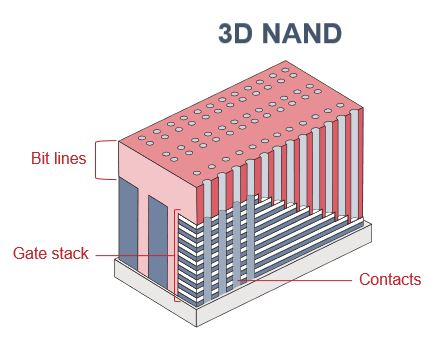 3D NAND
Bit lines
Gate stack
Contacts